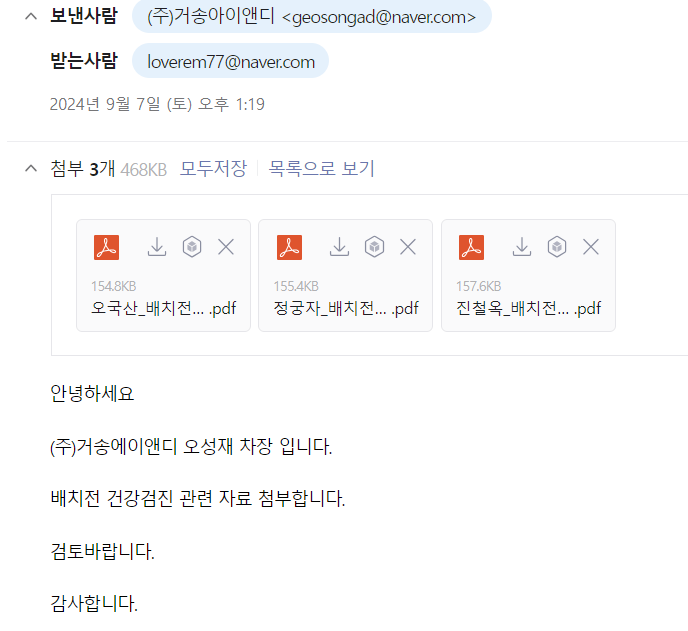 보낸사람 (주)거송아이앤디 <geosongad@naver.com>
받는사람 loverem77@naver.com
2024년 9월 7일 (토) 오후 1:19
첨부 3개 468KB 모두저장 목록으로 보기
154.8KB 155.4KB 157.6KB
오국산_배치전... .pdf 정궁자_배치전... .pdf 진철옥_배치전... .pdf
안녕하세요
(주)거송에이앤디 오성재 차장 입니다.
배치전 건강검진 관련 자료 첨부합니다.
검토바랍니다.
감사합니다.